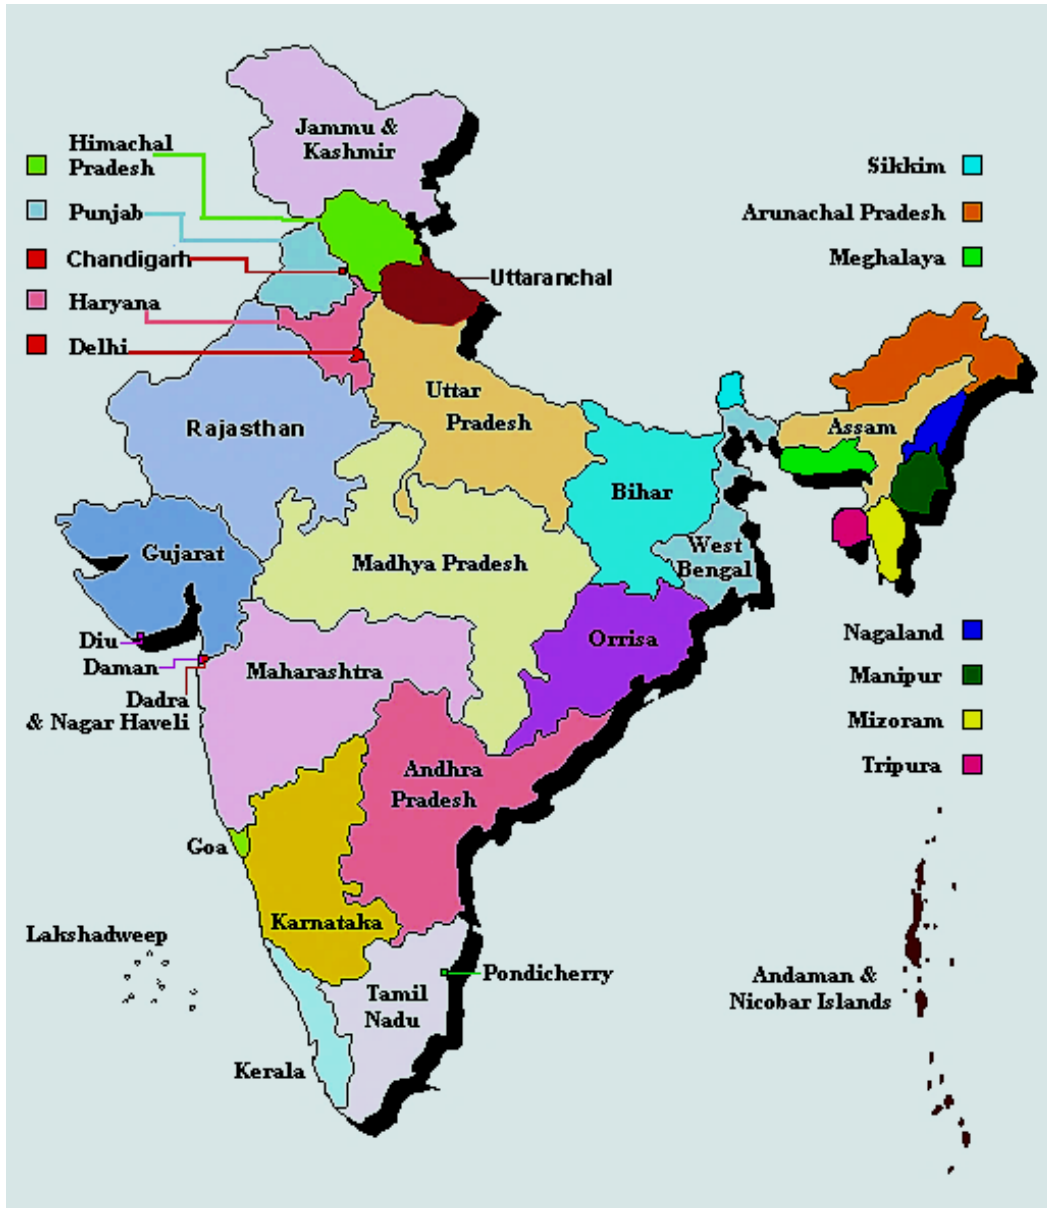 Jammu &
Kashmir
Himachal
Pradesh
Punjab
Chandigarh
Haryana
Delhi
Uttaranchal
Sikkim
Arunachal Pradesh
Meghalaya
Uttar
Pradesh
Rajasthan
Assam
Bihar
Gujarat
Madhya Pradesh
West
Bengal
Diu
Daman
Dadra
& Nagar Haveli
Maharashtra
Orrisa
Nagaland
Manipur
Mizoram
Tripura
Andhra
Pradesh
Goa
Karnataka
Lakshadweep
Pondicherry
Tamil
Nadu
Kerala
Andaman &
Nicobar Islands